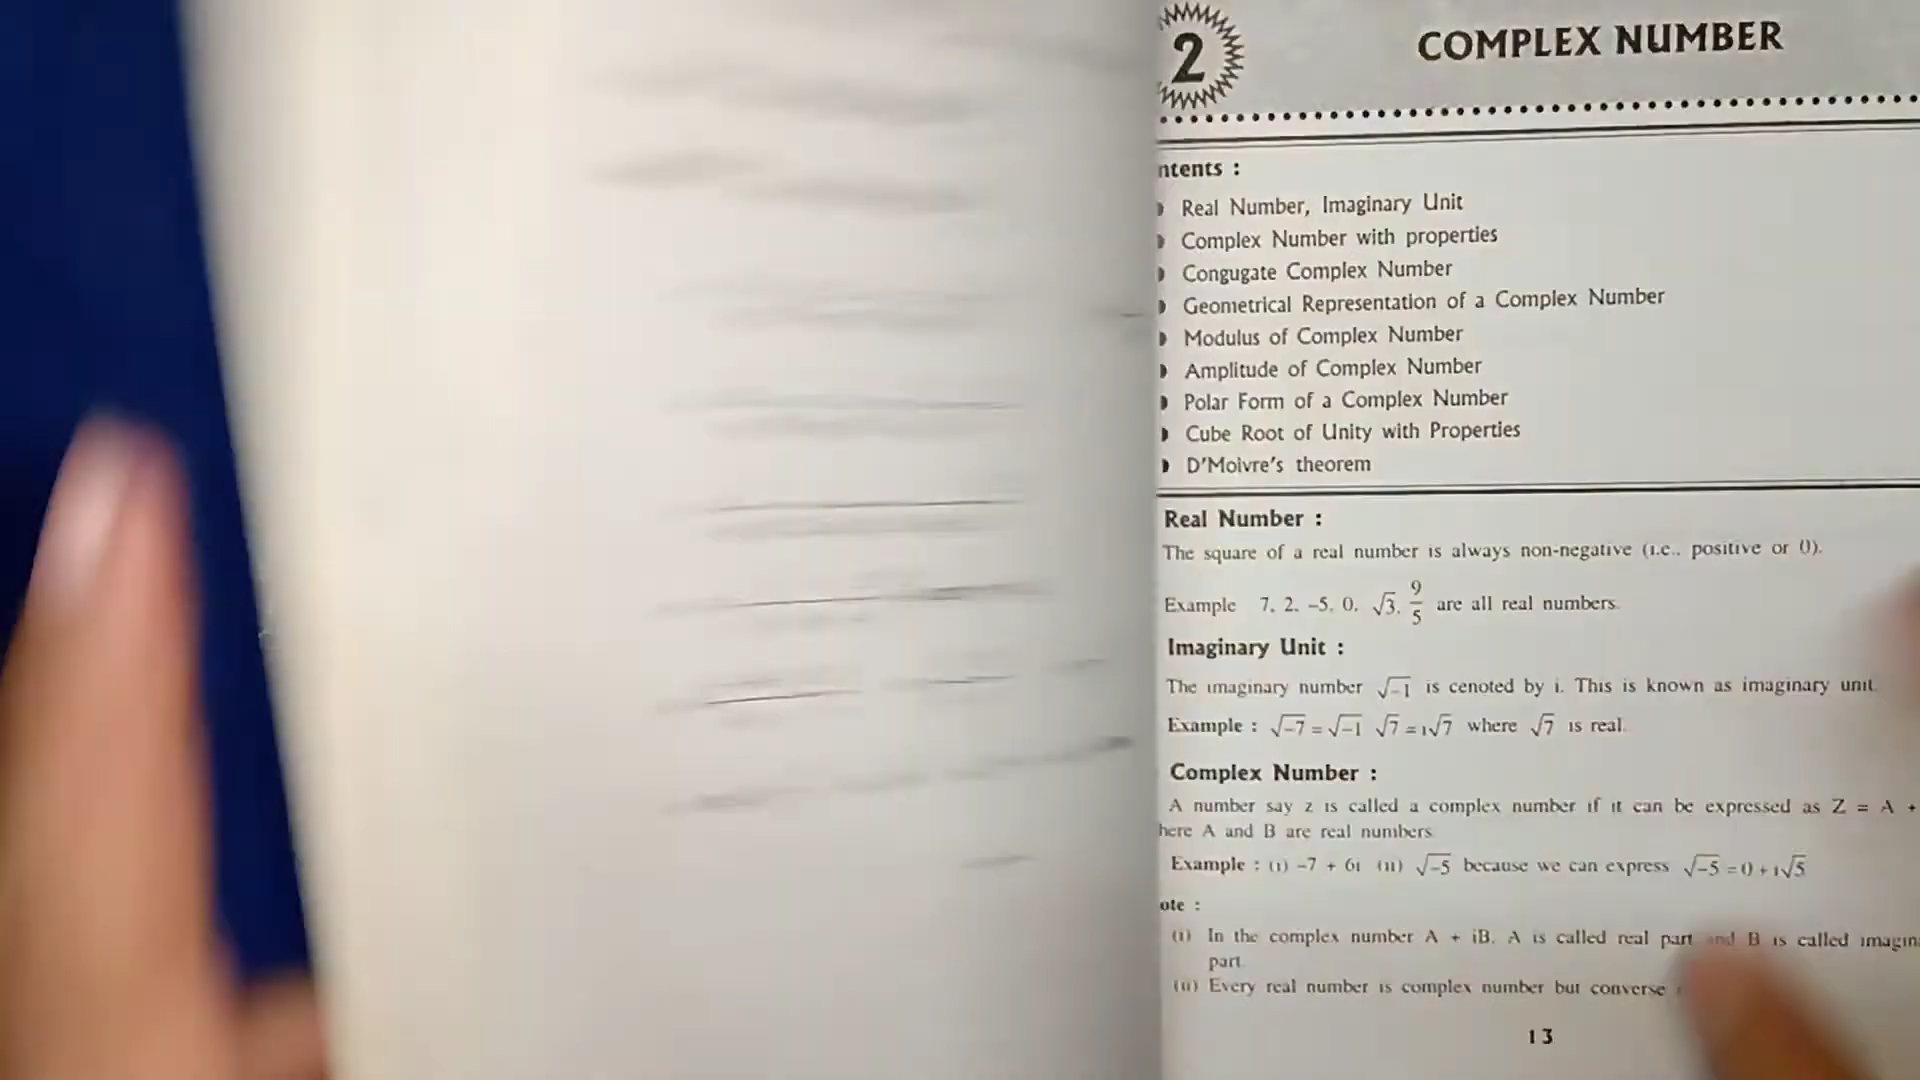 2
COMPLEX NUMBER
ntents :
Real Number, Imaginary Unit
Complex Number with properties
Congugate Complex Number
Geometrical Representation of a Complex Number
Modulus of Complex Number
Amplitude of Complex Number
Polar Form of a Complex Number
Cube Root of Unity with Properties
D'Moivre's theorem
Real Number :
The square of a real number is always non-negative (i.e., positive or 0).
Example 7, 2, –5, 0, √3, 9/5 are all real numbers.
Imaginary Unit :
The imaginary number √–1 is cenoted by i. This is known as imaginary unit.
Example : √–7 = √–1 √7 = i√7 where √7 is real.
Complex Number :
A number say z is called a complex number if it can be expressed as Z = A +
here A and B are real numbers
Example : (i) –7 + 6i (ii) √–5 because we can express √–5 = 0 + i√5
ote :
(i) In the complex number A + iB, A is called real part and B is called imagin
part.
(ii) Every real number is complex number but converse
13